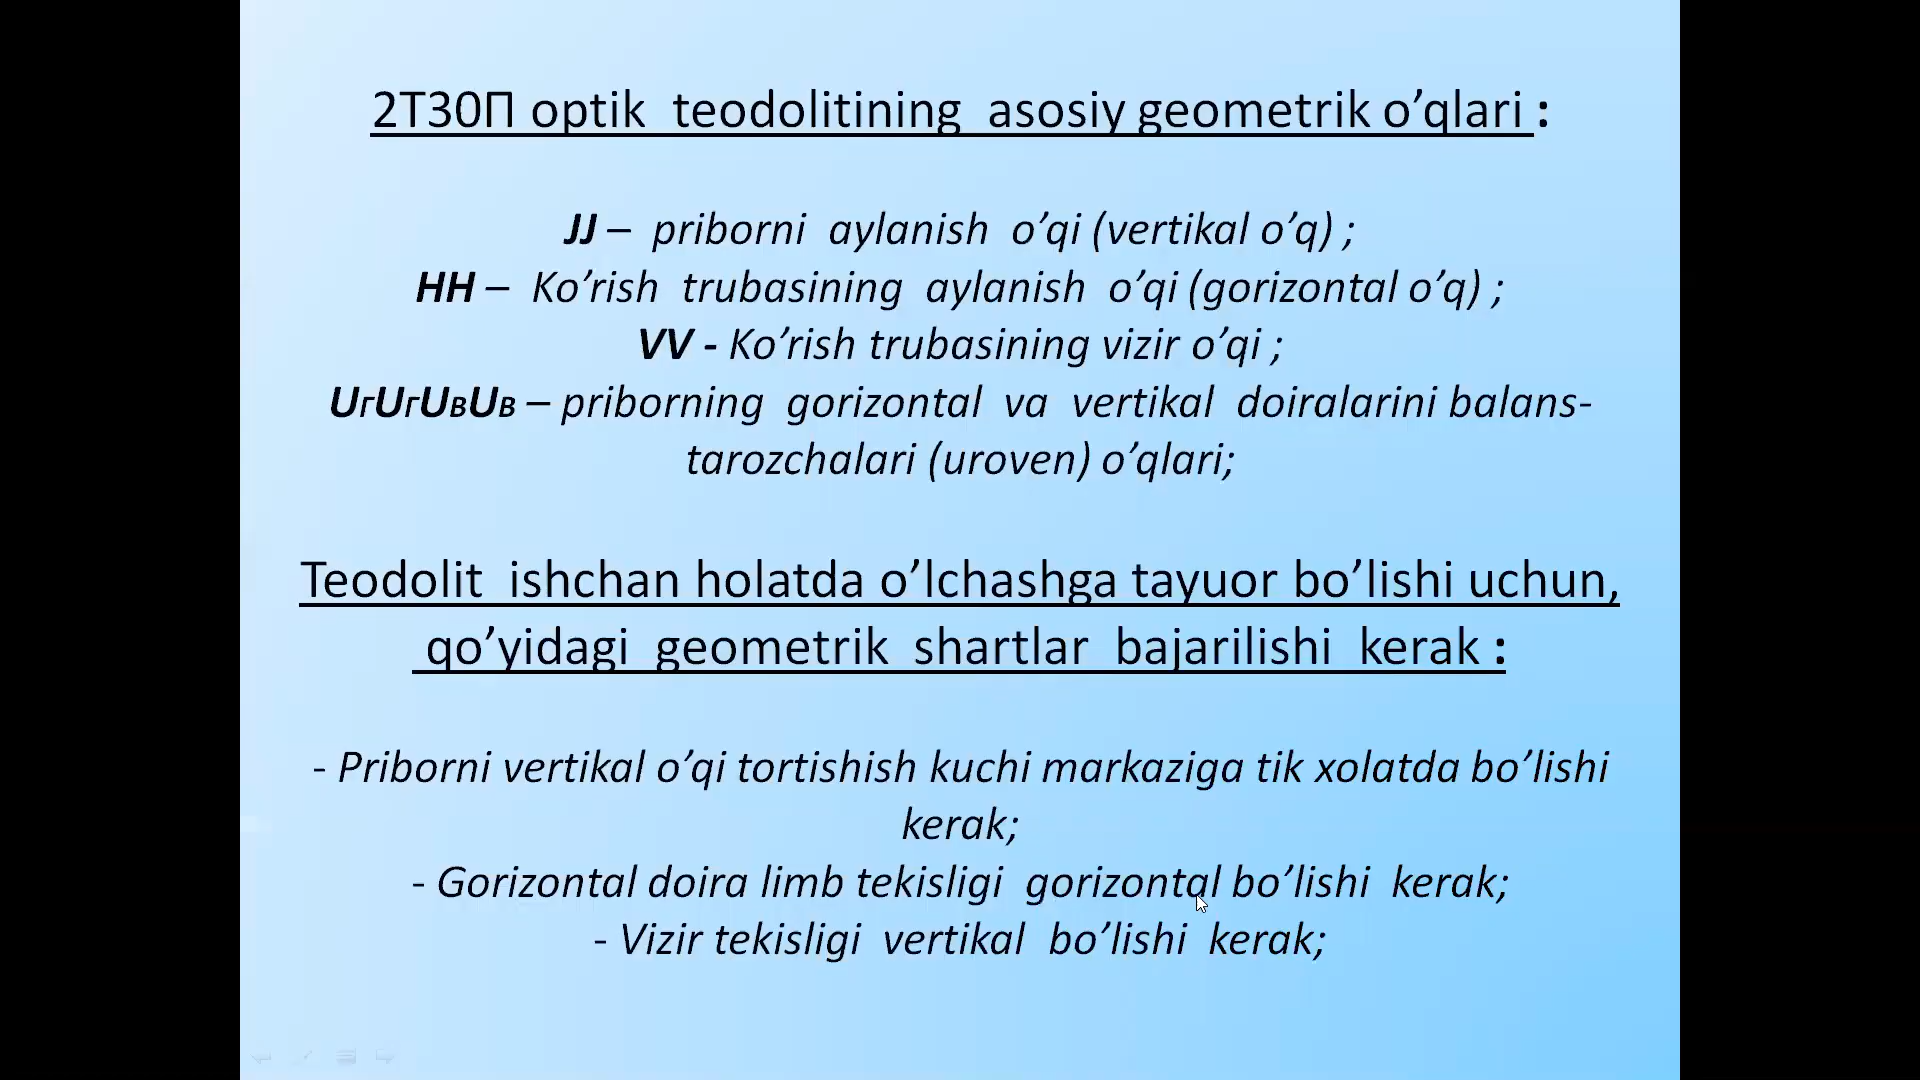 2Т30П optik teodolitining asosiy geometrik o’qlari :
JJ – priborni aylanish o’qi (vertikal o’q) ;
HH – Ko’rish trubasining aylanish o’qi (gorizontal o’q) ;
VV - Ko’rish trubasining vizir o’qi ;
UГUГUВUВ – priborning gorizontal va vertikal doiralarini balans-
tarozchalari (uroven) o’qlari;
Teodolit ishchan holatda o’lchashga tayuor bo’lishi uchun,
qo’yidagi geometrik shartlar bajarilishi kerak :
- Priborni vertikal o’qi tortishish kuchi markaziga tik xolatda bo’lishi
kerak;
- Gorizontal doira limb tekisligi gorizontal bo’lishi kerak;
- Vizir tekisligi vertikal bo’lishi kerak;